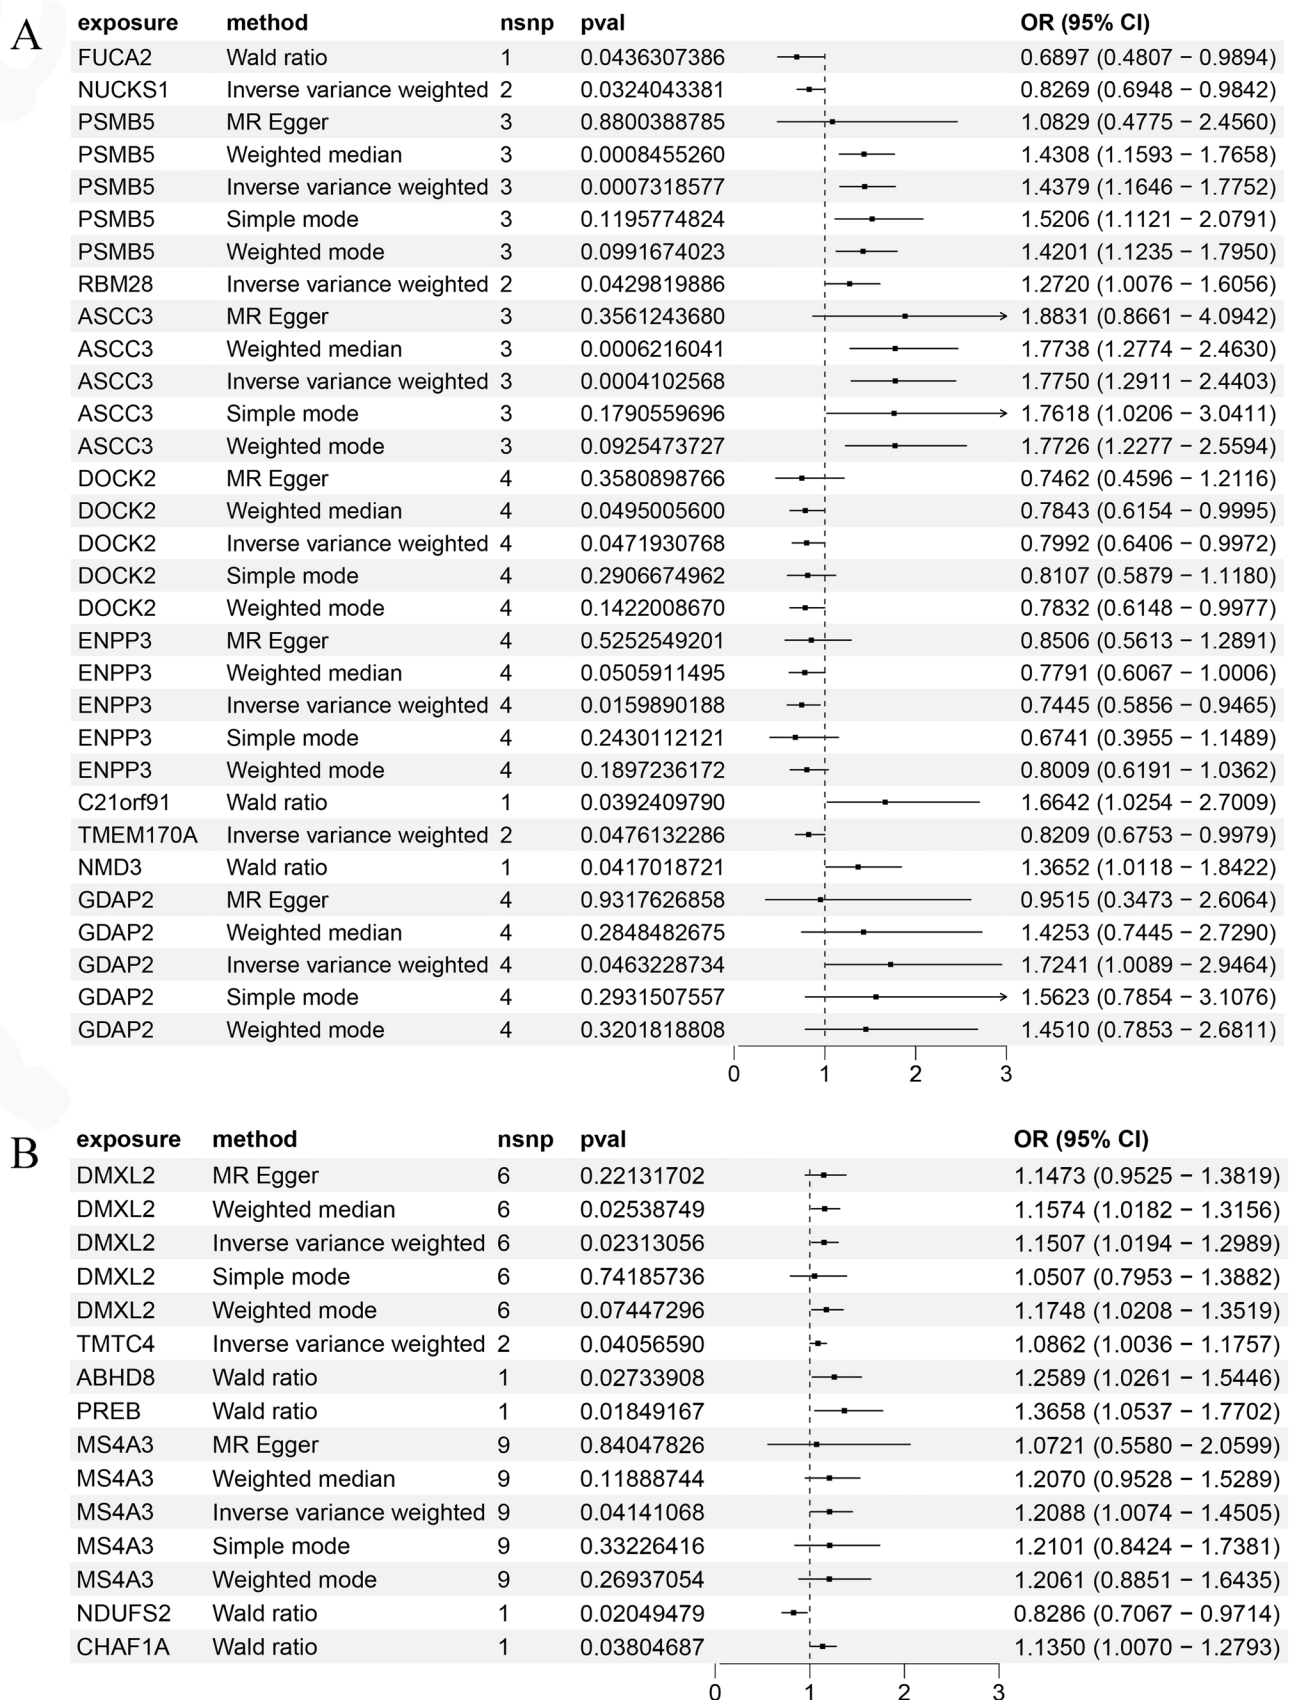 A
exposure method nsnp pval OR (95% CI)
FUCA2 Wald ratio 1 0.0436307386 0.6897 (0.4807 − 0.9894)
NUCKS1 Inverse variance weighted 2 0.0324043381 0.8269 (0.6948 − 0.9842)
PSMB5 MR Egger 3 0.8800388785 1.0829 (0.4775 − 2.4560)
PSMB5 Weighted median 3 0.0008455260 1.4308 (1.1593 − 1.7658)
PSMB5 Inverse variance weighted 3 0.0007318577 1.4379 (1.1646 − 1.7752)
PSMB5 Simple mode 3 0.1195774824 1.5206 (1.1121 − 2.0791)
PSMB5 Weighted mode 3 0.0991674023 1.4201 (1.1235 − 1.7950)
RBM28 Inverse variance weighted 2 0.0429819886 1.2720 (1.0076 − 1.6056)
ASCC3 MR Egger 3 0.3561243680 1.8831 (0.8661 − 4.0942)
ASCC3 Weighted median 3 0.0006216041 1.7738 (1.2774 − 2.4630)
ASCC3 Inverse variance weighted 3 0.0004102568 1.7750 (1.2911 − 2.4403)
ASCC3 Simple mode 3 0.1790559696 1.7618 (1.0206 − 3.0411)
ASCC3 Weighted mode 3 0.0925473727 1.7726 (1.2277 − 2.5594)
DOCK2 MR Egger 4 0.3580898766 0.7462 (0.4596 − 1.2116)
DOCK2 Weighted median 4 0.0495005600 0.7843 (0.6154 − 0.9995)
DOCK2 Inverse variance weighted 4 0.0471930768 0.7992 (0.6406 − 0.9972)
DOCK2 Simple mode 4 0.2906674962 0.8107 (0.5879 − 1.1180)
DOCK2 Weighted mode 4 0.1422008670 0.7832 (0.6148 − 0.9977)
ENPP3 MR Egger 4 0.5252549201 0.8506 (0.5613 − 1.2891)
ENPP3 Weighted median 4 0.0505911495 0.7791 (0.6067 − 1.0006)
ENPP3 Inverse variance weighted 4 0.0159890188 0.7445 (0.5856 − 0.9465)
ENPP3 Simple mode 4 0.2430112121 0.6741 (0.3955 − 1.1489)
ENPP3 Weighted mode 4 0.1897236172 0.8009 (0.6191 − 1.0362)
C21orf91 Wald ratio 1 0.0392409790 1.6642 (1.0254 − 2.7009)
TMEM170A Inverse variance weighted 2 0.0476132286 0.8209 (0.6753 − 0.9979)
NMD3 Wald ratio 1 0.0417018721 1.3652 (1.0118 − 1.8422)
GDAP2 MR Egger 4 0.9317626858 0.9515 (0.3473 − 2.6064)
GDAP2 Weighted median 4 0.2848482675 1.4253 (0.7445 − 2.7290)
GDAP2 Inverse variance weighted 4 0.0463228734 1.7241 (1.0089 − 2.9464)
GDAP2 Simple mode 4 0.2931507557 1.5623 (0.7854 − 3.1076)
GDAP2 Weighted mode 4 0.3201818808 1.4510 (0.7853 − 2.6811)
0 1 2 3
B
exposure method nsnp pval OR (95% CI)
DMXL2 MR Egger 6 0.22131702 1.1473 (0.9525 − 1.3819)
DMXL2 Weighted median 6 0.02538749 1.1574 (1.0182 − 1.3156)
DMXL2 Inverse variance weighted 6 0.02313056 1.1507 (1.0194 − 1.2989)
DMXL2 Simple mode 6 0.74185736 1.0507 (0.7953 − 1.3882)
DMXL2 Weighted mode 6 0.07447296 1.1748 (1.0208 − 1.3519)
TMTC4 Inverse variance weighted 2 0.04056590 1.0862 (1.0036 − 1.1757)
ABHD8 Wald ratio 1 0.02733908 1.2589 (1.0261 − 1.5446)
PREB Wald ratio 1 0.01849167 1.3658 (1.0537 − 1.7702)
MS4A3 MR Egger 9 0.84047826 1.0721 (0.5580 − 2.0599)
MS4A3 Weighted median 9 0.11888744 1.2070 (0.9528 − 1.5289)
MS4A3 Inverse variance weighted 9 0.04141068 1.2088 (1.0074 − 1.4505)
MS4A3 Simple mode 9 0.33226416 1.2101 (0.8424 − 1.7381)
MS4A3 Weighted mode 9 0.26937054 1.2061 (0.8851 − 1.6435)
NDUFS2 Wald ratio 1 0.02049479 0.8286 (0.7067 − 0.9714)
CHAF1A Wald ratio 1 0.03804687 1.1350 (1.0070 − 1.2793)
0 1 2 3